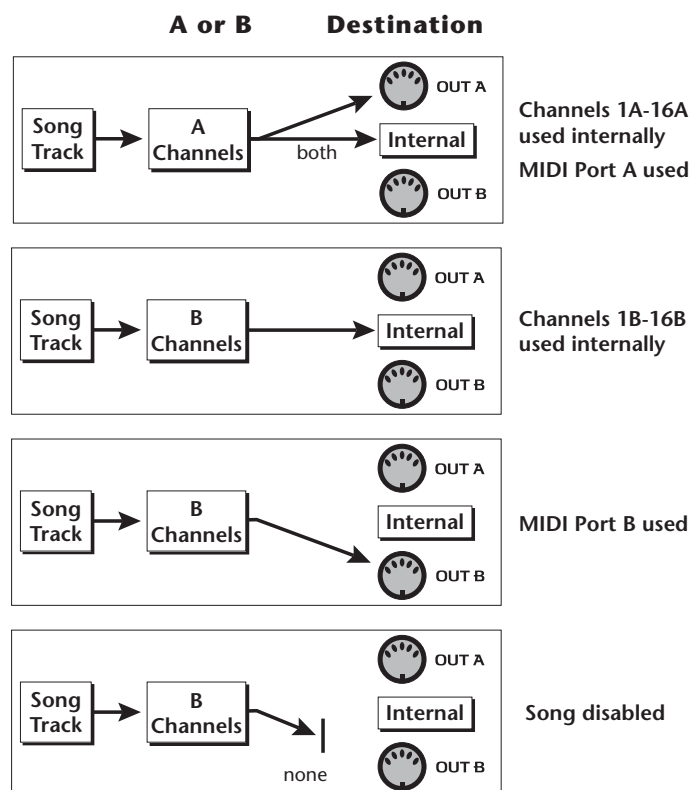 A or B Destination
OUT A
Song
Track
A
Channels
both
Internal
OUT B
Channels 1A-16A
used internally
MIDI Port A used
OUT A
Song
Track
B
Channels
Internal
OUT B
Channels 1B-16B
used internally
OUT A
Song
Track
B
Channels
Internal
OUT B
MIDI Port B used
OUT A
Song
Track
B
Channels
none
Internal
OUT B
Song disabled